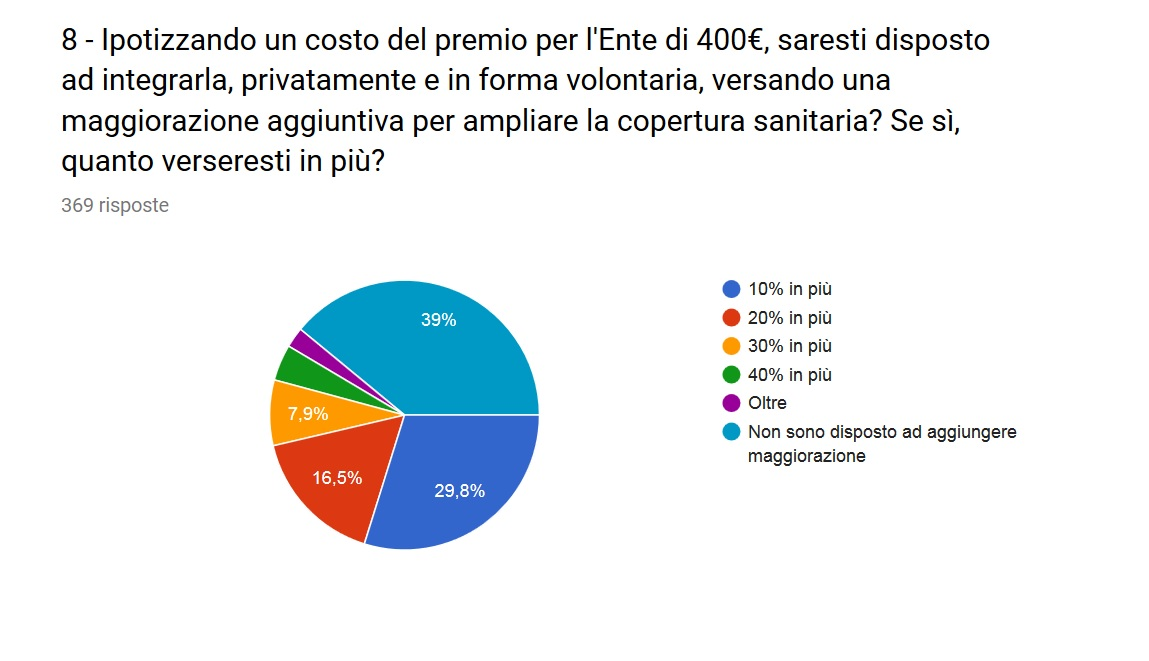 8 - Ipotizzando un costo del premio per l'Ente di 400€, saresti disposto
ad integrarla, privatamente e in forma volontaria, versando una
maggiorazione aggiuntiva per ampliare la copertura sanitaria? Se sì,
quanto verseresti in più?
369 risposte
39%
7,9%
16,5%
29,8%
10% in più
20% in più
30% in più
40% in più
Oltre
Non sono disposto ad aggiungere
maggiorazione